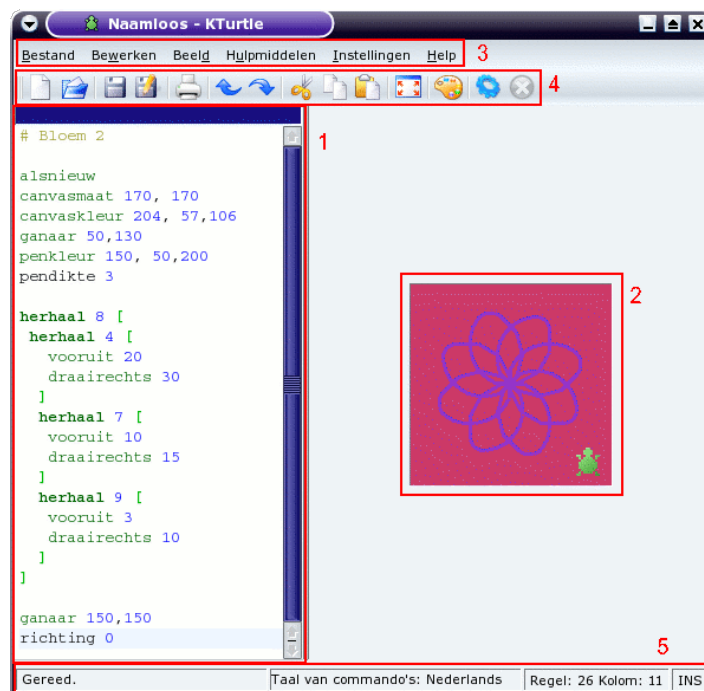 Naamloos - KTurtle
Bestand Bewerken Beeld Hulpmiddelen Instellingen Help 3
4
1
# Bloem 2
alsnieuw
canvasmaat 170, 170
canvaskleur 204, 57,106
ganaar 50,130
penkleur 150, 50,200
pendikte 3
2
herhaal 8 [
herhaal 4 [
vooruit 20
draairechts 30
]
herhaal 7 [
vooruit 10
draairechts 15
]
herhaal 9 [
vooruit 3
draairechts 10
]
]
ganaar 150,150
richting 0
5
Gereed. Taal van commando's: Nederlands Regel: 26 Kolom: 11 INS